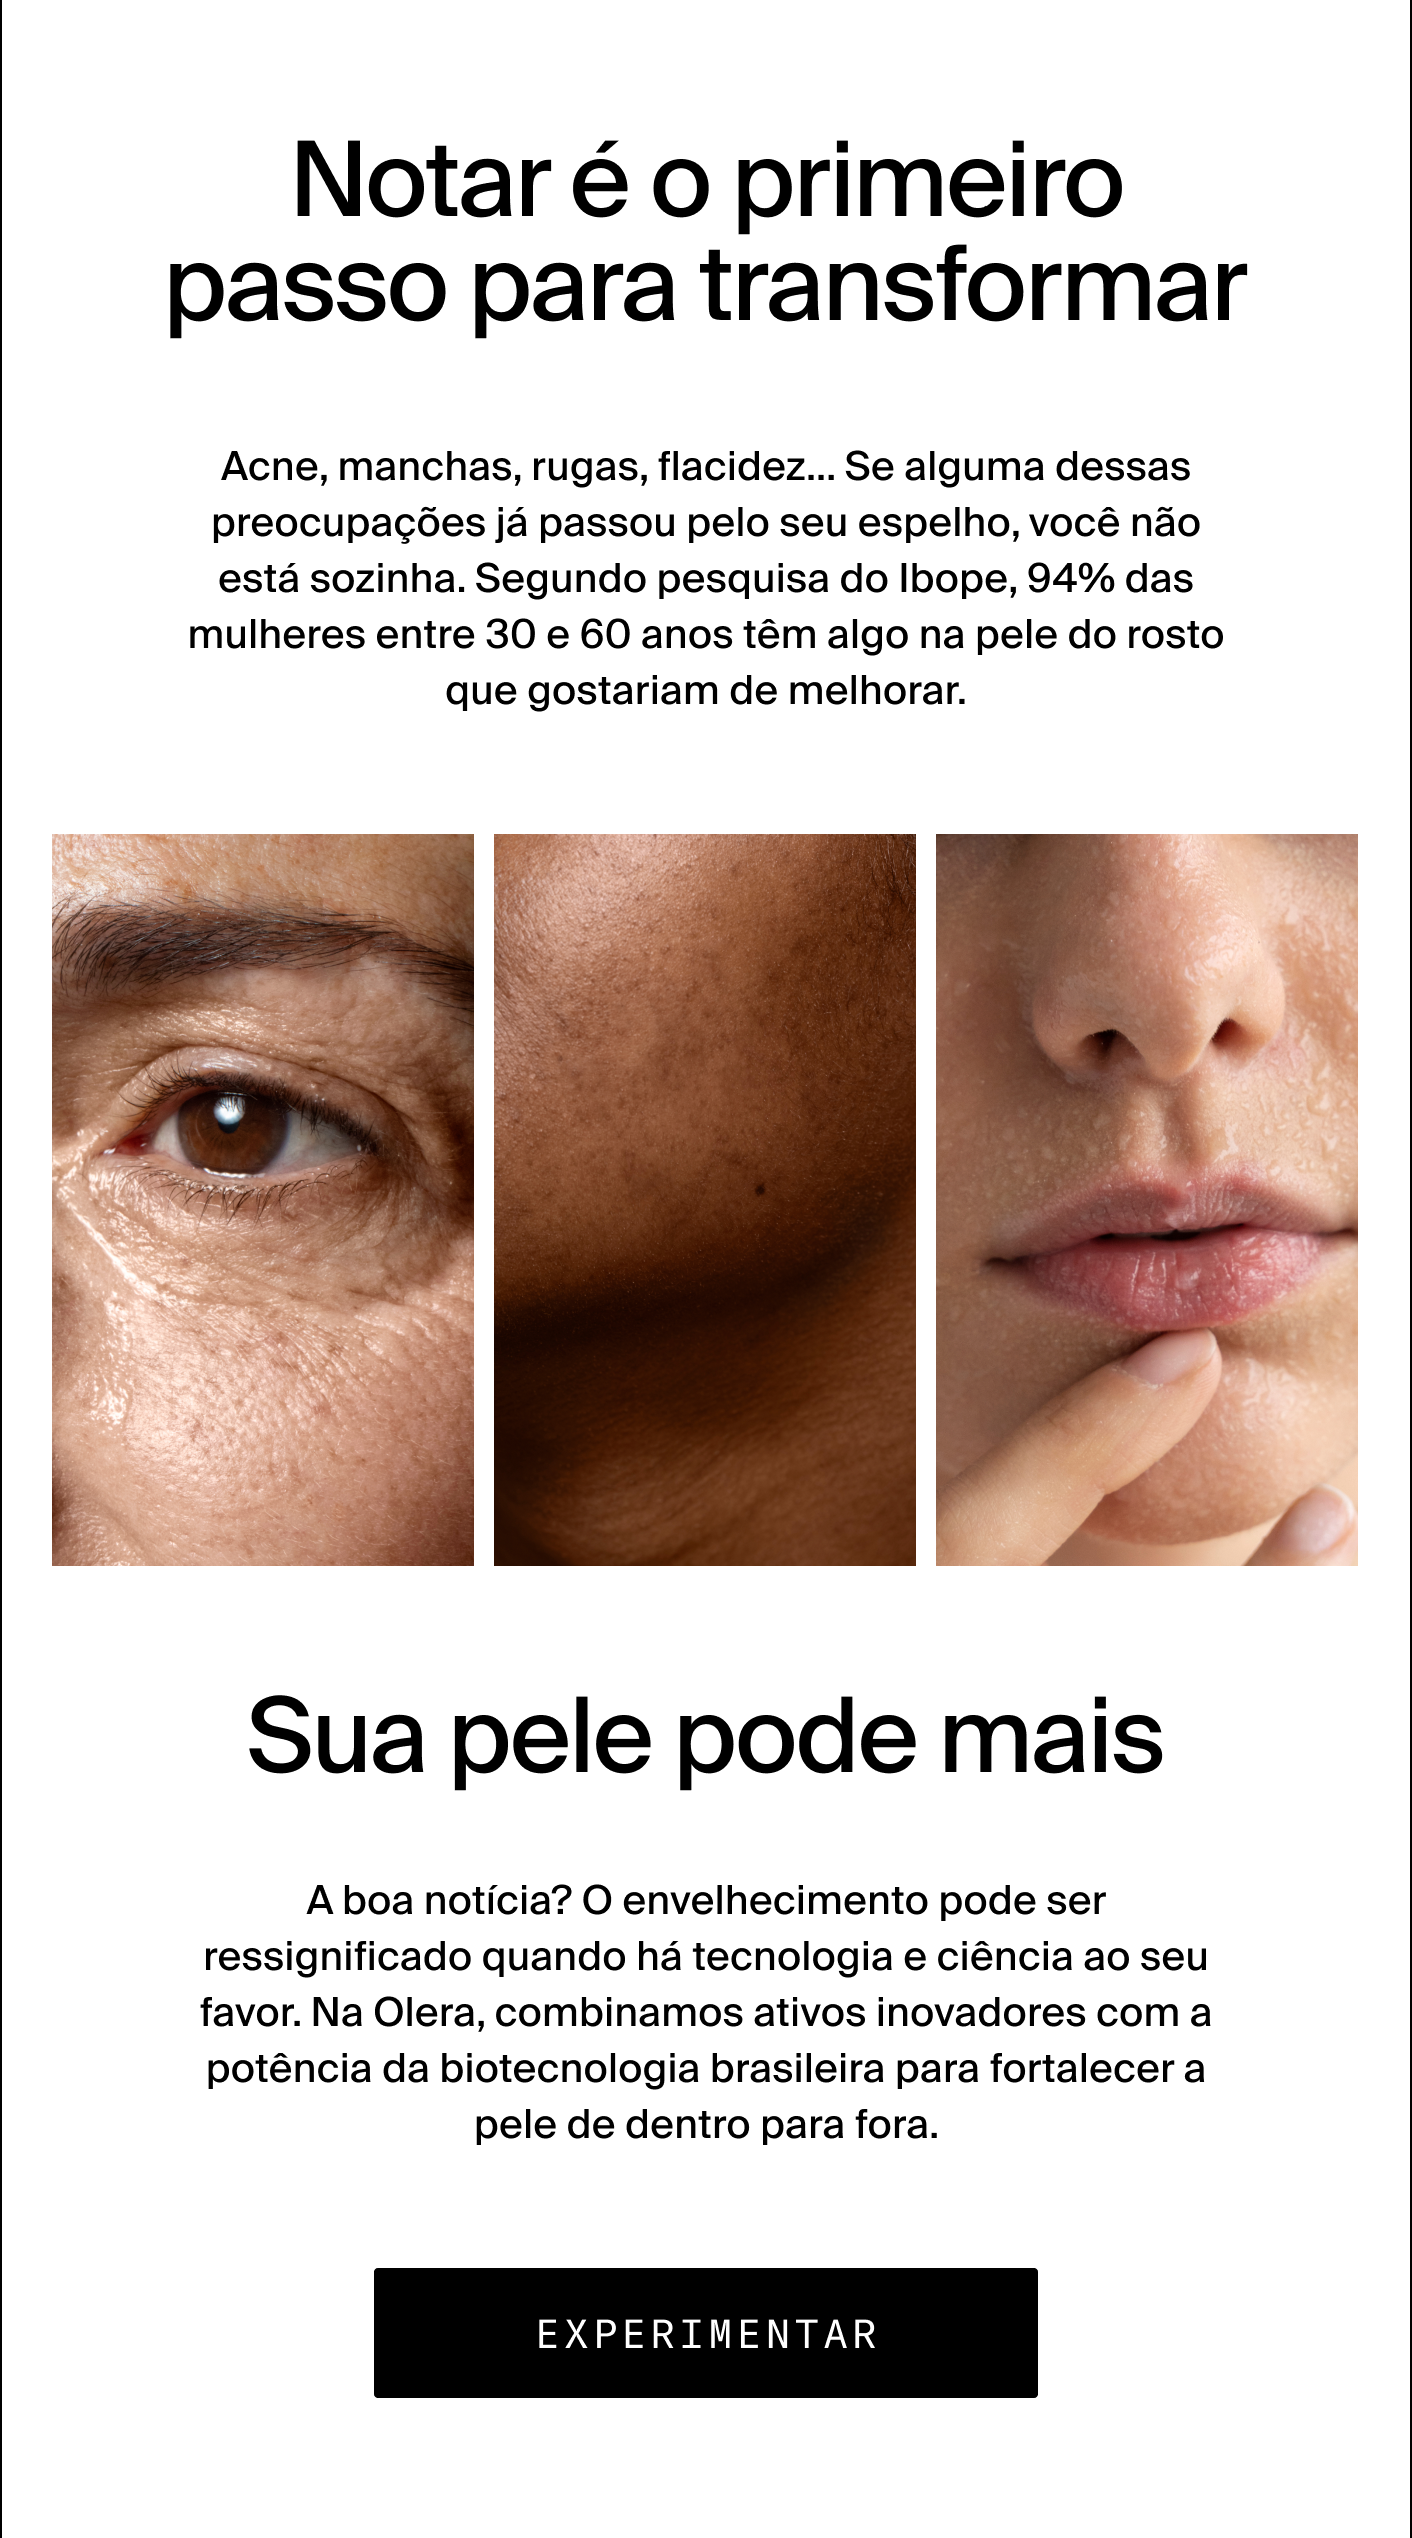 Notar é o primeiro
passo para transformar
Acne, manchas, rugas, flacidez... Se alguma dessas
preocupações já passou pelo seu espelho, você não
está sozinha. Segundo pesquisa do Ibope, 94% das
mulheres entre 30 e 60 anos têm algo na pele do rosto
que gostariam de melhorar.
Sua pele pode mais
A boa notícia? O envelhecimento pode ser
ressignificado quando há tecnologia e ciência ao seu
favor. Na Olera, combinamos ativos inovadores com a
potência da biotecnologia brasileira para fortalecer a
pele de dentro para fora.
EXPERIMENTAR